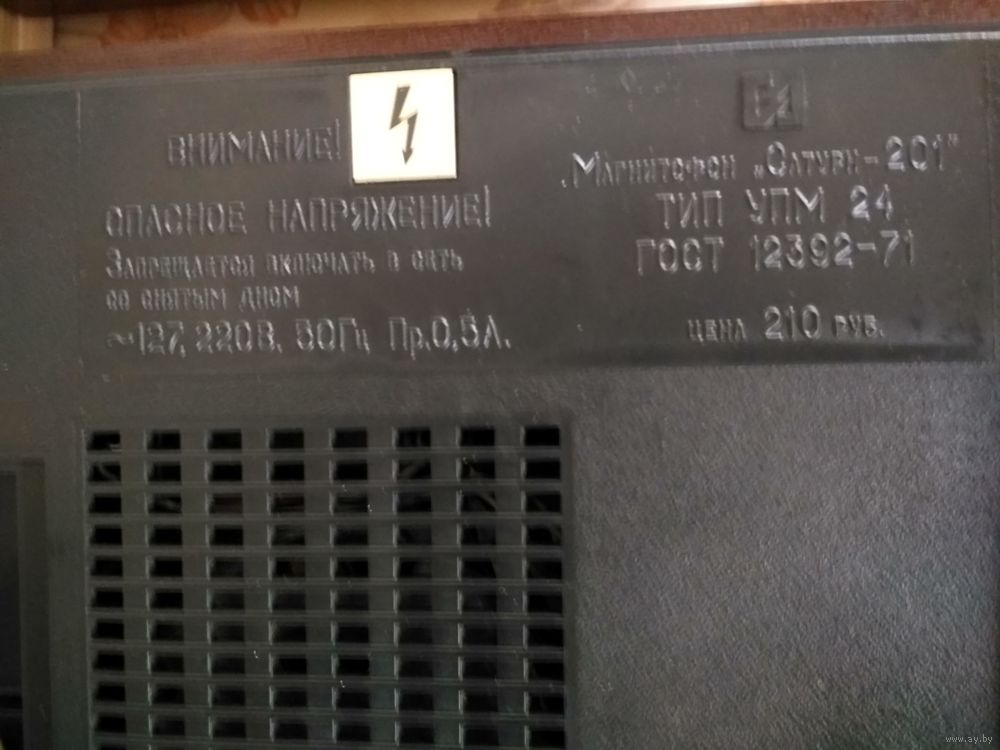 ВНИМАНИЕ!
ОПАСНОЕ НАПРЯЖЕНИЕ!
Запрещается включать в сеть
со снятым дном
~127, 220В. 50Гц Пр.0,5А.
Магнитофон „Сатурн-201"
ТИП УПМ 24
ГОСТ 12392-71
ЦЕНА 210 РУБ.
www.ay.by